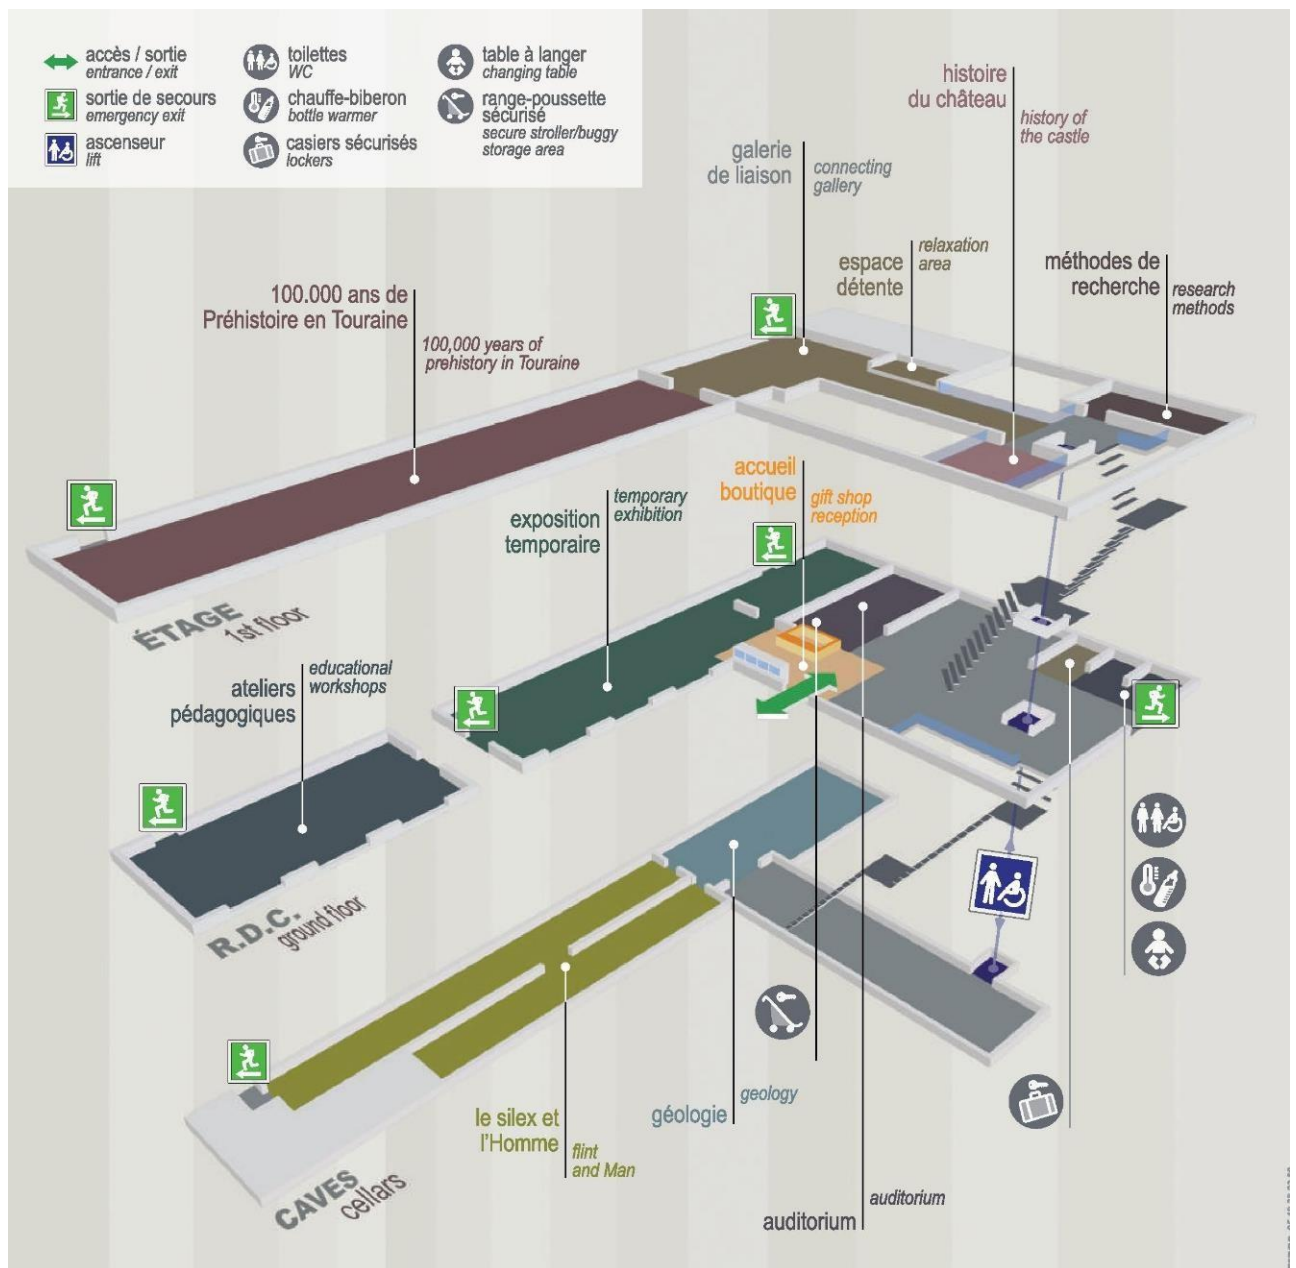 accès / sortie
entrance / exit
sortie de secours
emergency exit
ascenseur
lift
toilettes
WC
chauffe-biberon
bottle warmer
casiers sécurisés
lockers
table à langer
changing table
range-poussette
sécurisé
secure stroller/buggy
storage area
histoire
du château
history of
the castle
galerie
de liaison
connecting
gallery
espace
détente
relaxation
area
méthodes de
recherche
research
methods
100.000 ans de
Préhistoire en Touraine
100,000 years of
prehistory in Touraine
accueil
boutique
gift shop
reception
exposition
temporaire
temporary
exhibition
ÉTAGE
1st floor
ateliers
pédagogiques
educational
workshops
R.D.C.
ground floor
le silex et
l'Homme
flint
and Man
géologie
geology
CAVES
cellars
auditorium
auditorium